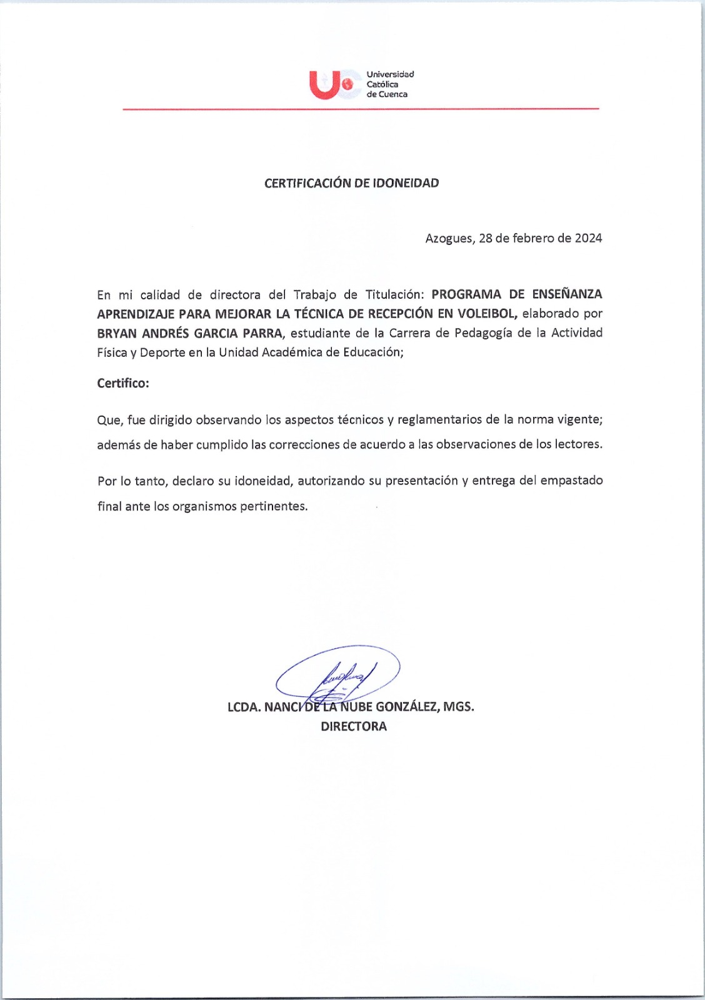 Universidad
Católica
de Cuenca
CERTIFICACIÓN DE IDONEIDAD
Azogues, 28 de febrero de 2024
En mi calidad de directora del Trabajo de Titulación: PROGRAMA DE ENSEÑANZA
APRENDIZAJE PARA MEJORAR LA TÉCNICA DE RECEPCIÓN EN VOLEIBOL, elaborado por
BRYAN ANDRÉS GARCIA PARRA, estudiante de la Carrera de Pedagogía de la Actividad
Física y Deporte en la Unidad Académica de Educación;
Certifico:
Que, fue dirigido observando los aspectos técnicos y reglamentarios de la norma vigente;
además de haber cumplido las correcciones de acuerdo a las observaciones de los lectores.
Por lo tanto, declaro su idoneidad, autorizando su presentación y entrega del empastado
final ante los organismos pertinentes.
LCDA. NANCI DE LA NUBE GONZÁLEZ, MGS.
DIRECTORA